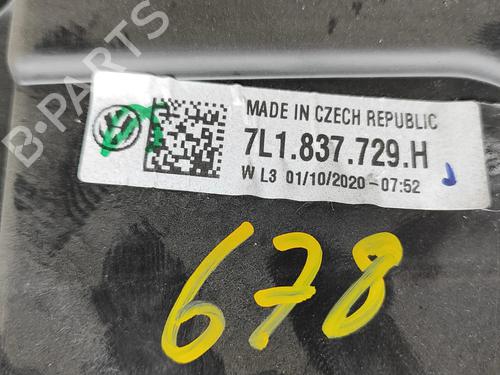 B-PARTS
MADE IN CZECH REPUBLIC
7L1.837.729.H
W L3 01/10/2020-07:52
678